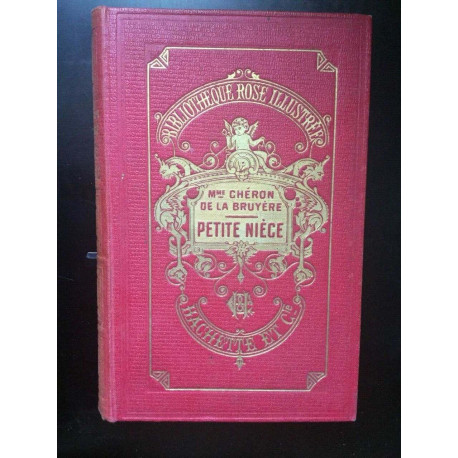 BIBLIOTHÈQUE ROSE ILLUSTRÉE
MME CHÉRON
DE LA BRUYÈRE
PETITE NIÈCE
HACHETTE ET CIE